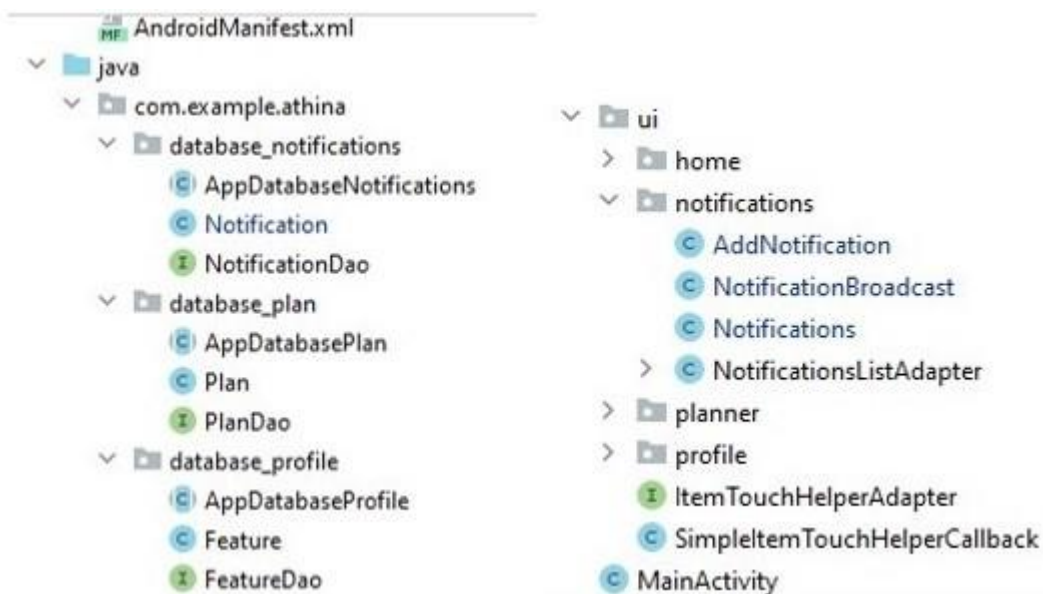 MF AndroidManifest.xml
java
com.example.athina
database_notifications
C AppDatabaseNotifications
C Notification
I NotificationDao
database_plan
C AppDatabasePlan
C Plan
I PlanDao
database_profile
C AppDatabaseProfile
C Feature
I FeatureDao
ui
home
notifications
C AddNotification
C NotificationBroadcast
C Notifications
C NotificationsListAdapter
planner
profile
I ItemTouchHelperAdapter
C SimpleItemTouchHelperCallback
C MainActivity